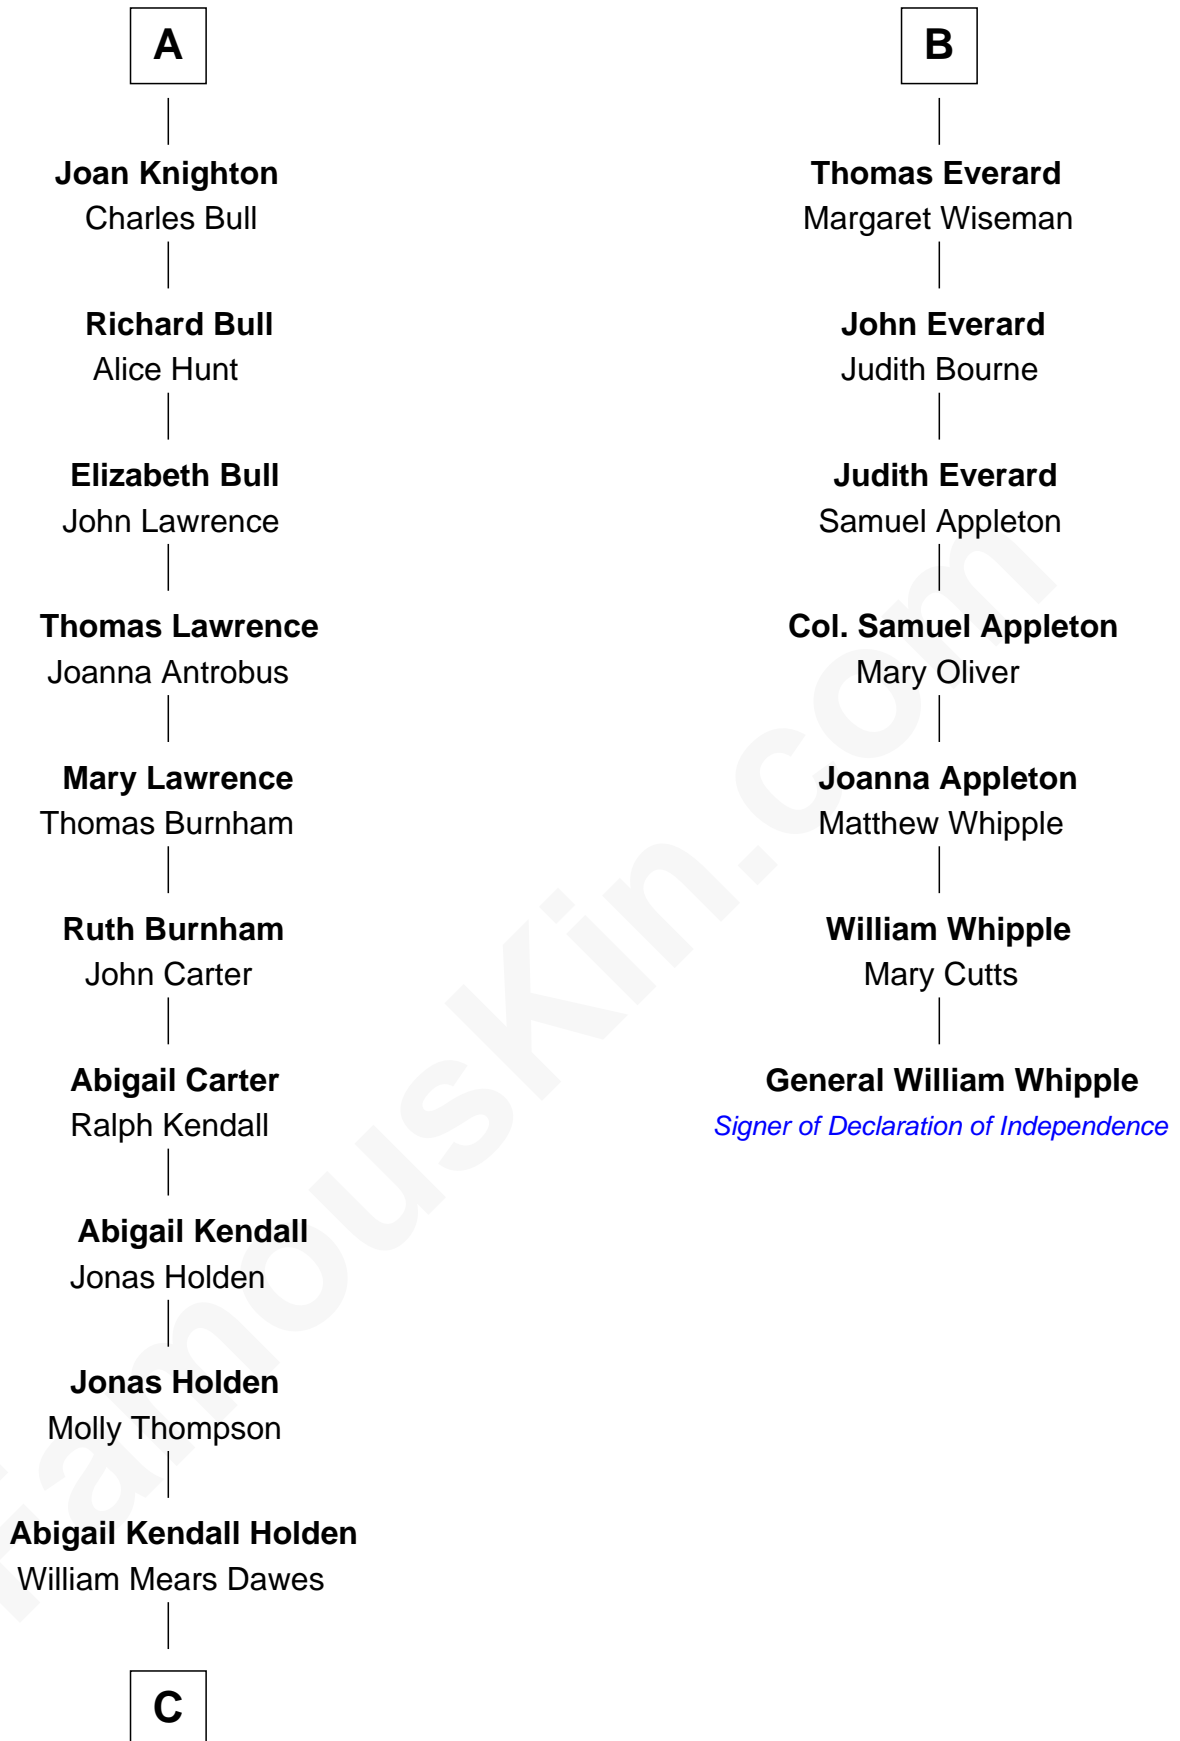 A
Joan Knighton
Charles Bull
Richard Bull
Alice Hunt
Elizabeth Bull
John Lawrence
Thomas Lawrence
Joanna Antrobus
Mary Lawrence
Thomas Burnham
Ruth Burnham
John Carter
Abigail Carter
Ralph Kendall
Abigail Kendall
Jonas Holden
Jonas Holden
Molly Thompson
Abigail Kendall Holden
William Mears Dawes
C
B
Thomas Everard
Margaret Wiseman
John Everard
Judith Bourne
Judith Everard
Samuel Appleton
Col. Samuel Appleton
Mary Oliver
Joanna Appleton
Matthew Whipple
William Whipple
Mary Cutts
General William Whipple
Signer of Declaration of Independence
FamousKin.com